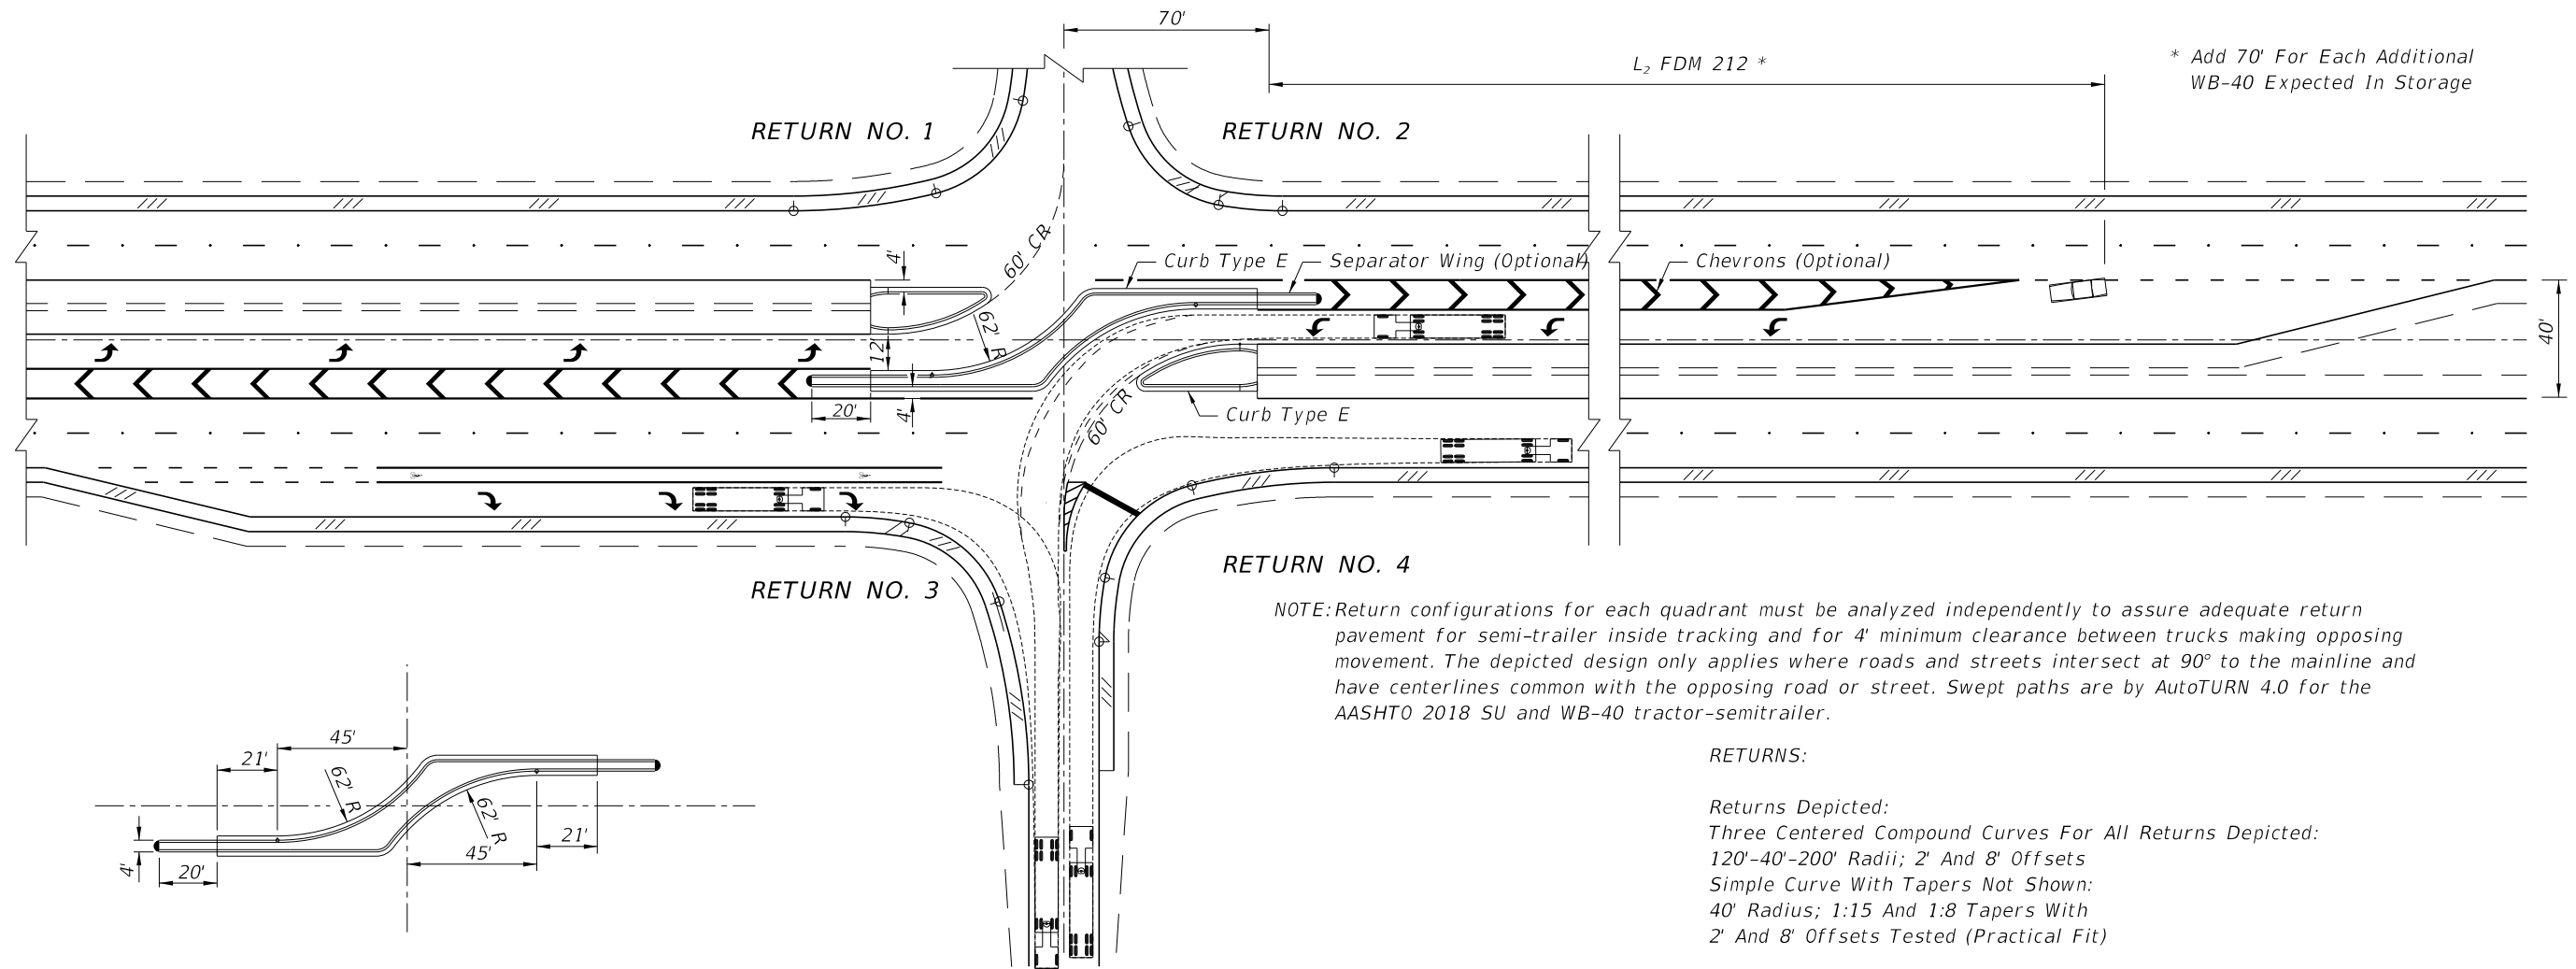 70'
L₂ FDM 212 *
* Add 70' For Each Additional
WB-40 Expected In Storage
RETURN NO. 1
RETURN NO. 2
60' CR
4'
Curb Type E
Separator Wing (Optional)
Chevrons (Optional)
62' R
12'
40'
20'
4'
60' CR
Curb Type E
RETURN NO. 3
RETURN NO. 4
NOTE: Return configurations for each quadrant must be analyzed independently to assure adequate return
pavement for semi-trailer inside tracking and for 4' minimum clearance between trucks making opposing
movement. The depicted design only applies where roads and streets intersect at 90° to the mainline and
have centerlines common with the opposing road or street. Swept paths are by AutoTURN 4.0 for the
AASHTO 2018 SU and WB-40 tractor-semitrailer.
45'
21'
62' R
62' R
21'
45'
4'
20'
RETURNS:
Returns Depicted:
Three Centered Compound Curves For All Returns Depicted:
120'-40'-200' Radii; 2' And 8' Offsets
Simple Curve With Tapers Not Shown:
40' Radius; 1:15 And 1:8 Tapers With
2' And 8' Offsets Tested (Practical Fit)